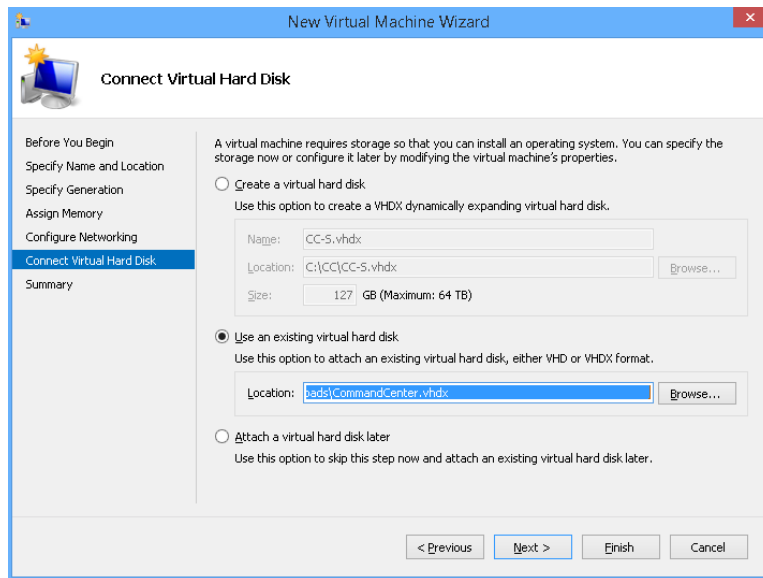 New Virtual Machine Wizard
Connect Virtual Hard Disk
Before You Begin
Specify Name and Location
Specify Generation
Assign Memory
Configure Networking
Connect Virtual Hard Disk
Summary
A virtual machine requires storage so that you can install an operating system. You can specify the
storage now or configure it later by modifying the virtual machine's properties.
Create a virtual hard disk
Use this option to create a VHDX dynamically expanding virtual hard disk.
Name: CC-S.vhdx
Location: C:\CC\CC-S.vhdx Browse...
Size: 127 GB (Maximum: 64 TB)
Use an existing virtual hard disk
Use this option to attach an existing virtual hard disk, either VHD or VHDX format.
Location: oads\CommandCenter.vhdx Browse...
Attach a virtual hard disk later
Use this option to skip this step now and attach an existing virtual hard disk later.
< Previous Next > Finish Cancel